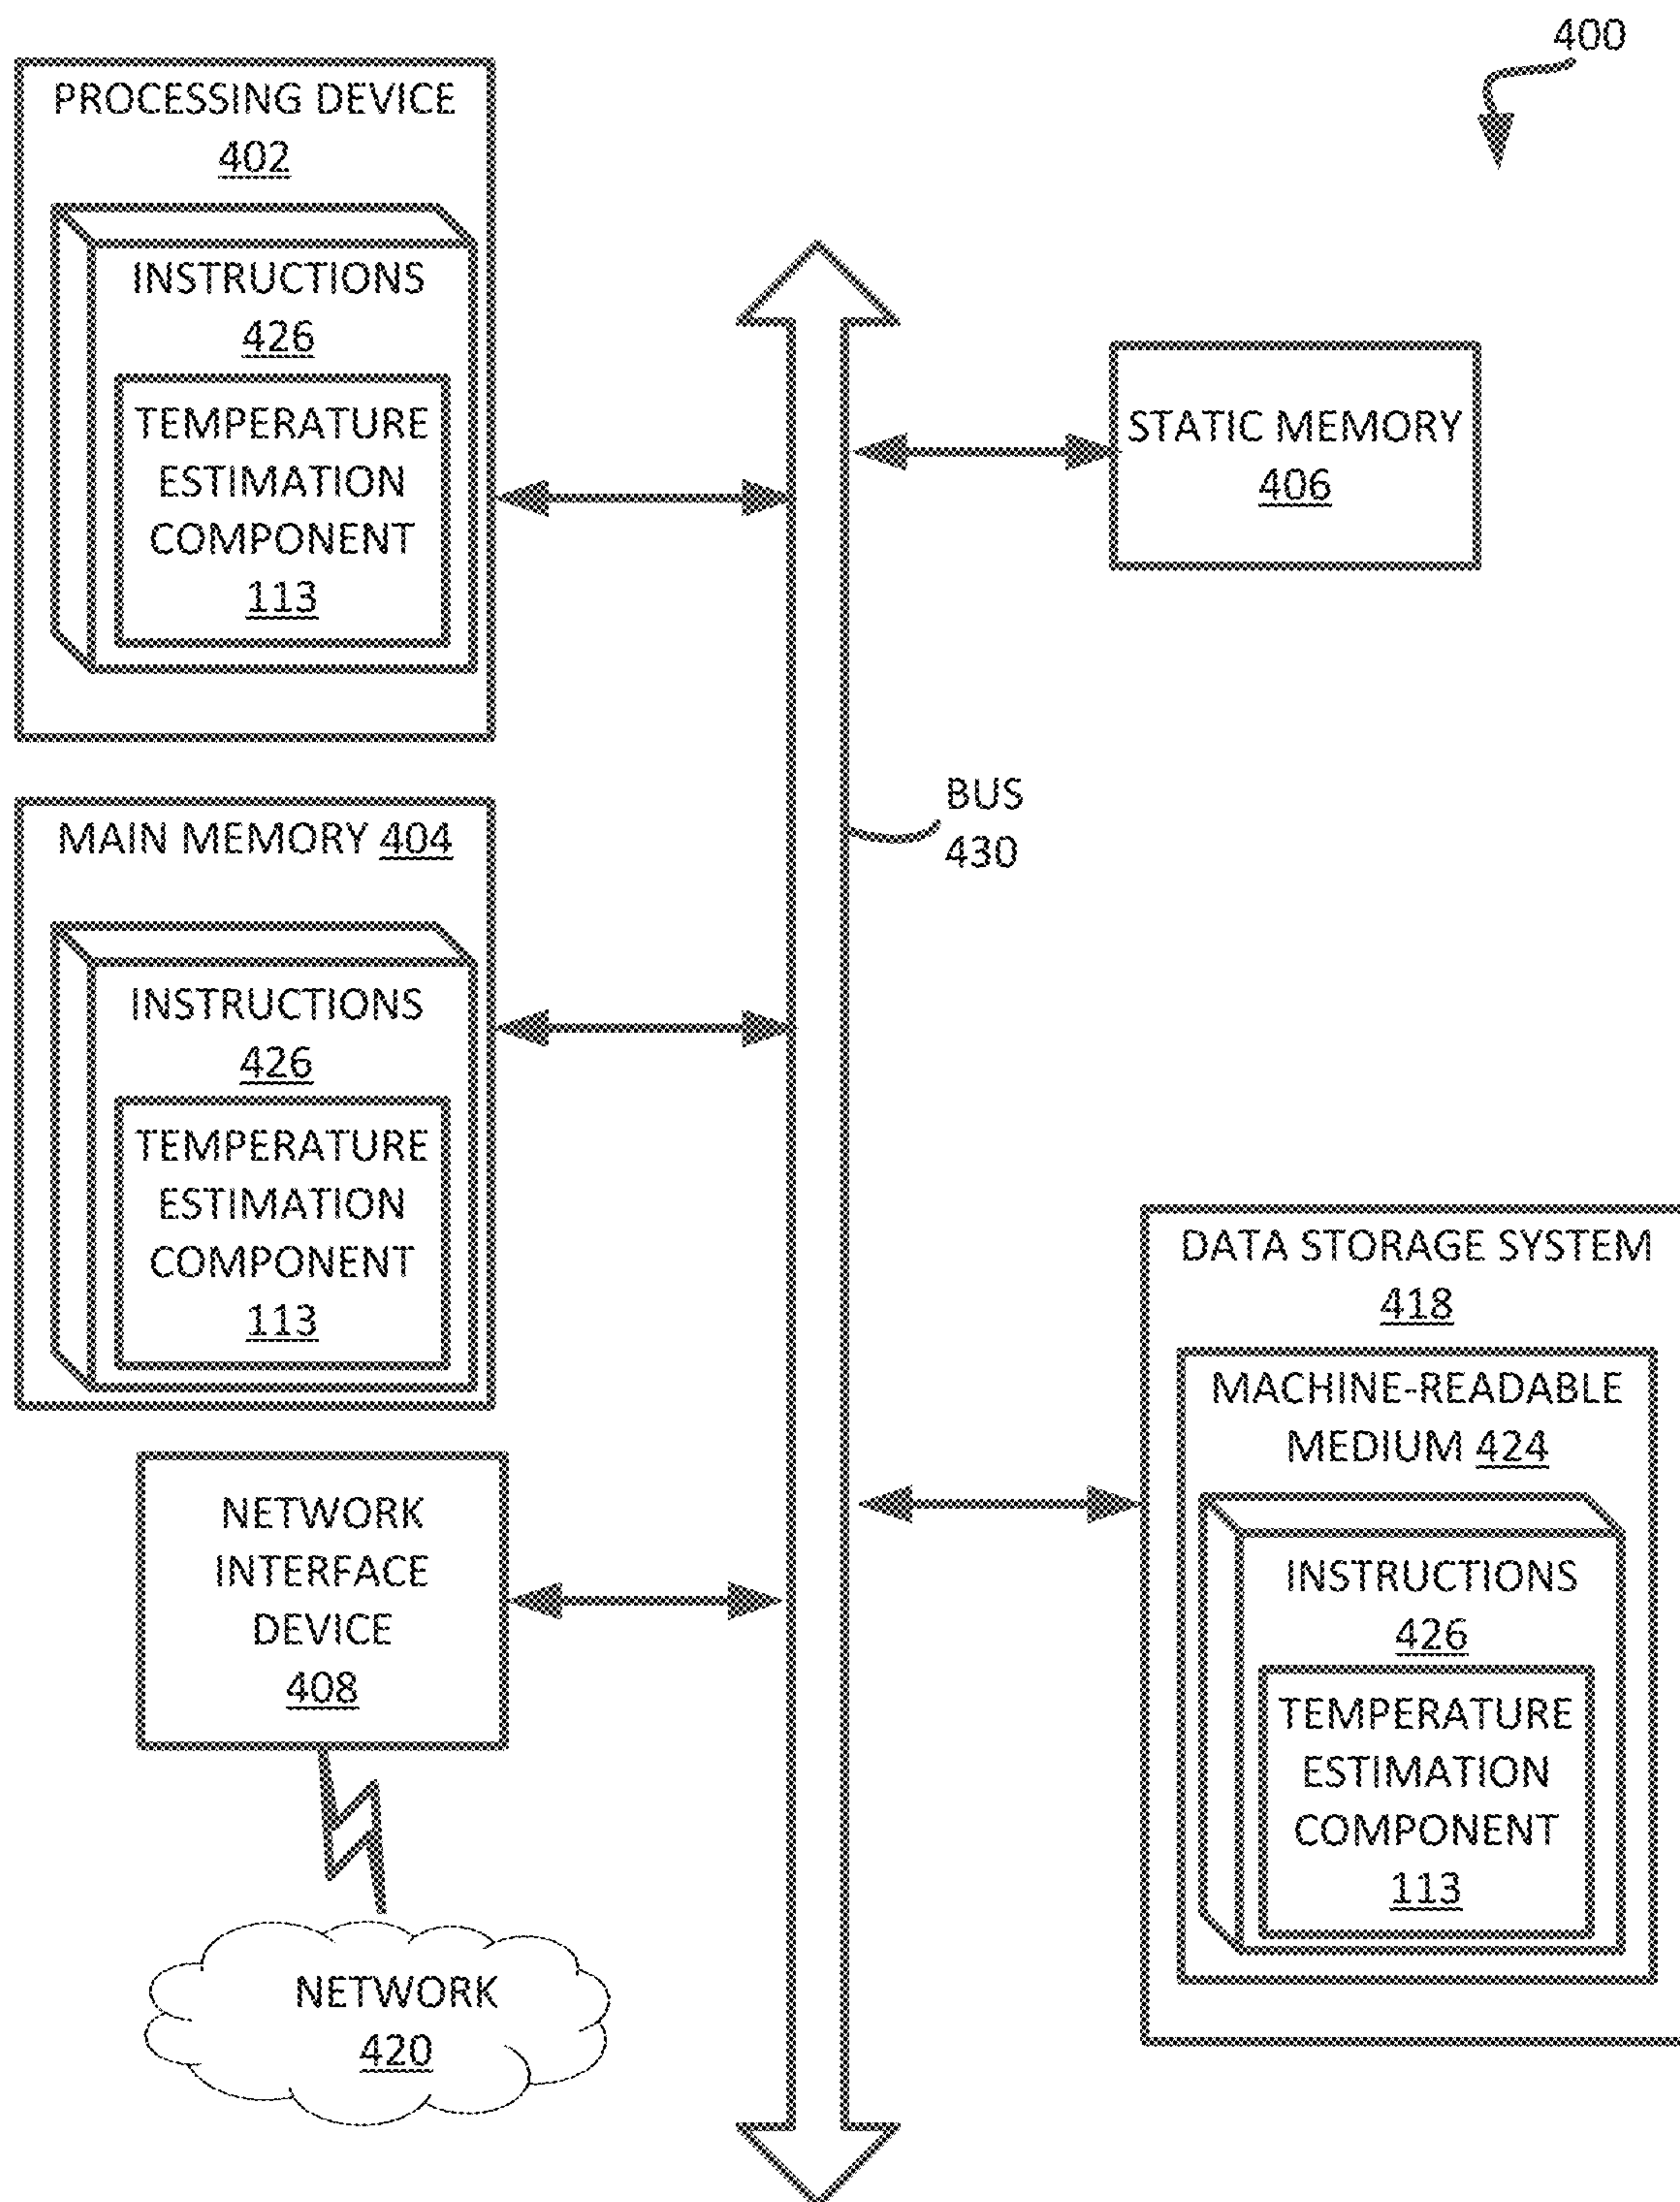 400
PROCESSING DEVICE
402
INSTRUCTIONS
426
TEMPERATURE
ESTIMATION
COMPONENT
113
STATIC MEMORY
406
BUS
430
MAIN MEMORY 404
INSTRUCTIONS
426
TEMPERATURE
ESTIMATION
COMPONENT
113
DATA STORAGE SYSTEM
418
MACHINE-READABLE
MEDIUM 424
INSTRUCTIONS
426
TEMPERATURE
ESTIMATION
COMPONENT
113
NETWORK
INTERFACE
DEVICE
408
NETWORK
420